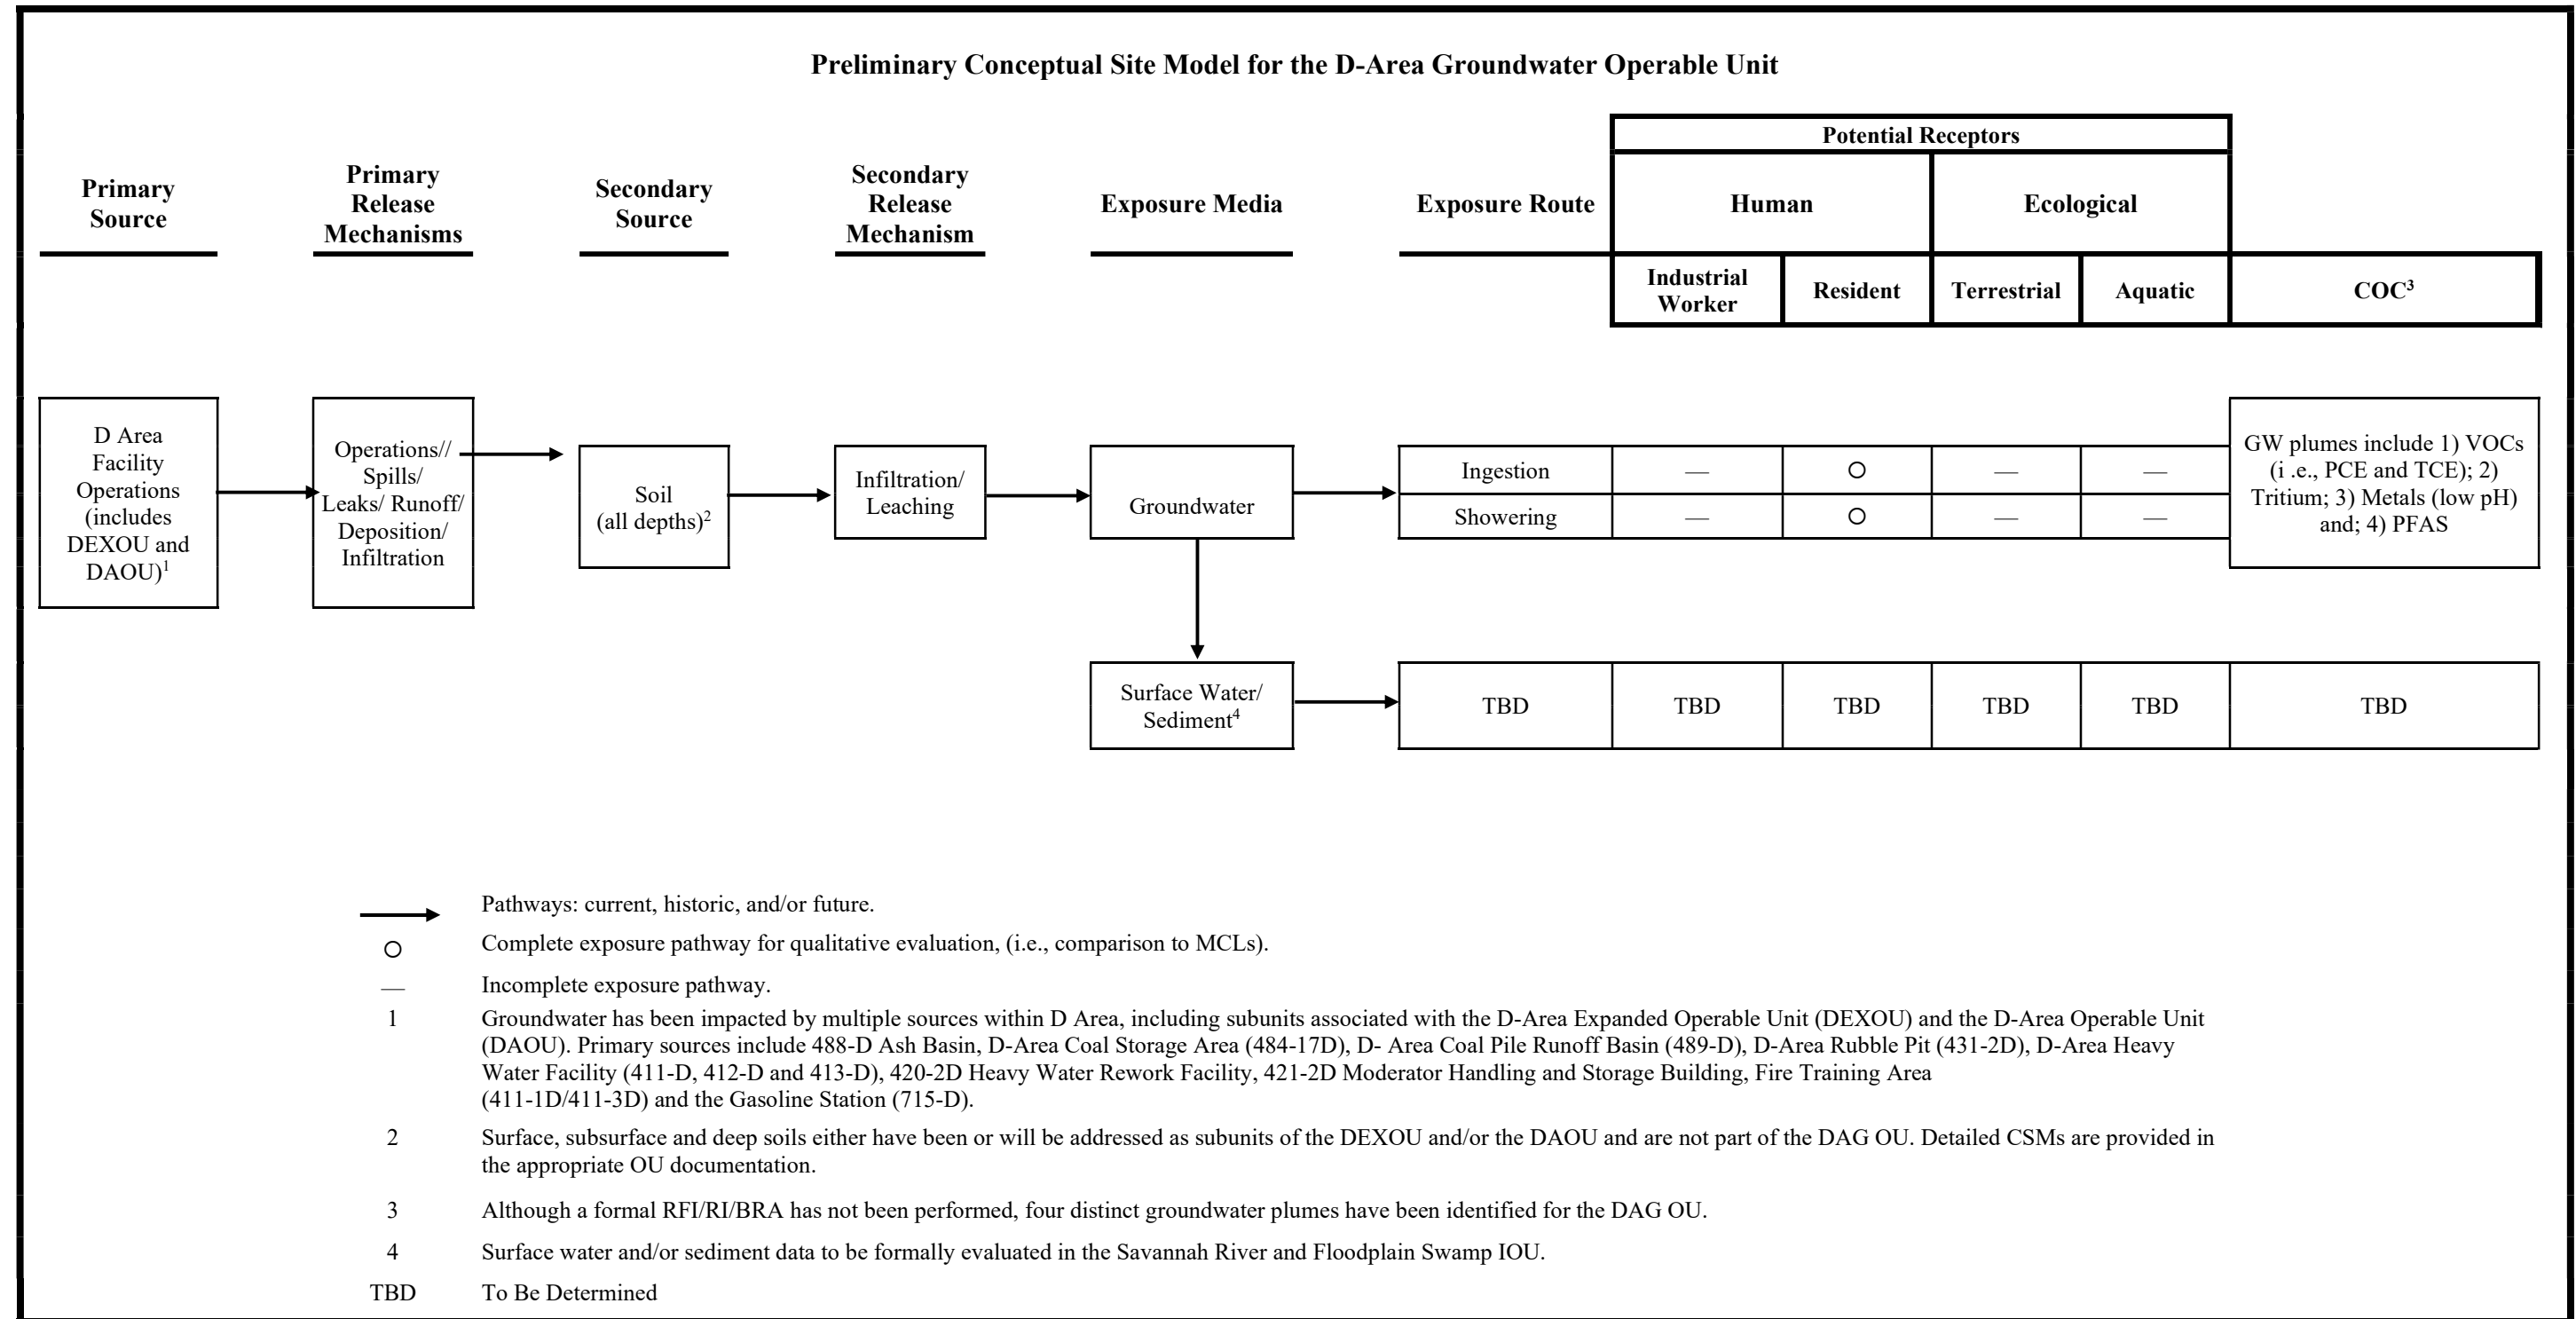 Preliminary Conceptual Site Model for the D-Area Groundwater Operable Unit
Potential Receptors
Primary
Source
Primary
Release
Mechanisms
Secondary
Source
Secondary
Release
Mechanism
Exposure Media
Exposure Route
Human
Ecological
Industrial
Worker
Resident
Terrestrial
Aquatic
COC³
D Area
Facility
Operations
(includes
DEXOU and
DAOU)¹
Operations//
Spills/
Leaks/ Runoff/
Deposition/
Infiltration
Soil
(all depths)²
Infiltration/
Leaching
Groundwater
Ingestion
—
○
—
—
Showering
—
○
—
—
GW plumes include 1) VOCs
(i .e., PCE and TCE); 2)
Tritium; 3) Metals (low pH)
and; 4) PFAS
Surface Water/
Sediment⁴
TBD
TBD
TBD
TBD
TBD
TBD
Pathways: current, historic, and/or future.
○ Complete exposure pathway for qualitative evaluation, (i.e., comparison to MCLs).
— Incomplete exposure pathway.
1 Groundwater has been impacted by multiple sources within D Area, including subunits associated with the D-Area Expanded Operable Unit (DEXOU) and the D-Area Operable Unit
(DAOU). Primary sources include 488-D Ash Basin, D-Area Coal Storage Area (484-17D), D- Area Coal Pile Runoff Basin (489-D), D-Area Rubble Pit (431-2D), D-Area Heavy
Water Facility (411-D, 412-D and 413-D), 420-2D Heavy Water Rework Facility, 421-2D Moderator Handling and Storage Building, Fire Training Area
(411-1D/411-3D) and the Gasoline Station (715-D).
2 Surface, subsurface and deep soils either have been or will be addressed as subunits of the DEXOU and/or the DAOU and are not part of the DAG OU. Detailed CSMs are provided in
the appropriate OU documentation.
3 Although a formal RFI/RI/BRA has not been performed, four distinct groundwater plumes have been identified for the DAG OU.
4 Surface water and/or sediment data to be formally evaluated in the Savannah River and Floodplain Swamp IOU.
TBD To Be Determined